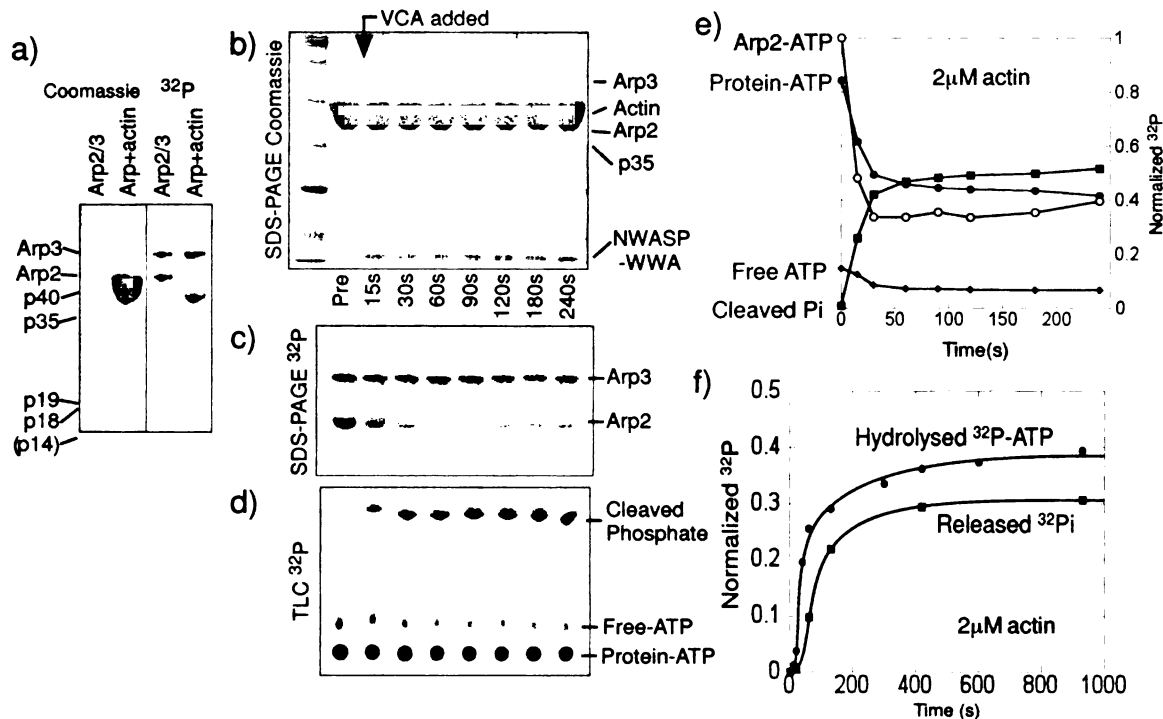 a)
Coomassie 32P
Arp2/3
Arp+actin
Arp2/3
Arp+actin
Arp3
Arp2
p40
p35
p19
p18
(p14)
b)
VCA added
SDS-PAGE Coomassie
Arp3
Actin
Arp2
p35
NWASP
-WWA
Pre
15s
30s
60s
90s
120s
180s
240s
c)
SDS-PAGE 32P
Arp3
Arp2
d)
TLC 32P
Cleaved
Phosphate
Free-ATP
Protein-ATP
e)
Arp2-ATP
Protein-ATP
2µM actin
Free ATP
Cleaved Pi
1
0.8
0.6
0.4
0.2
0
Normalized 32P
0 50 100 150 200
Time(s)
f)
0.5
0.4
0.3
0.2
0.1
0
Normalized 32P
Hydrolysed 32P-ATP
Released 32Pi
2µM actin
0 200 400 600 800 1000
Time (s)